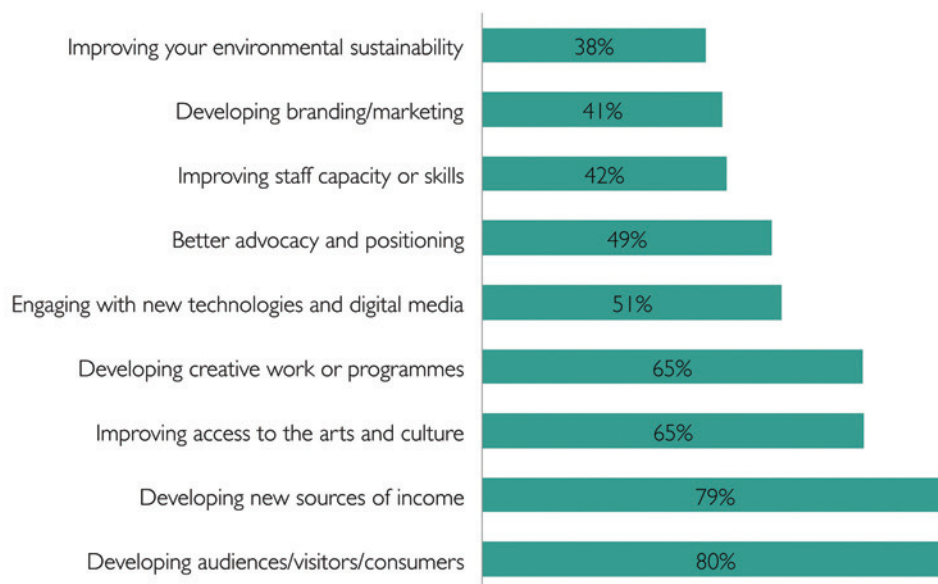 Improving your environmental sustainability 38%
Developing branding/marketing 41%
Improving staff capacity or skills 42%
Better advocacy and positioning 49%
Engaging with new technologies and digital media 51%
Developing creative work or programmes 65%
Improving access to the arts and culture 65%
Developing new sources of income 79%
Developing audiences/visitors/consumers 80%